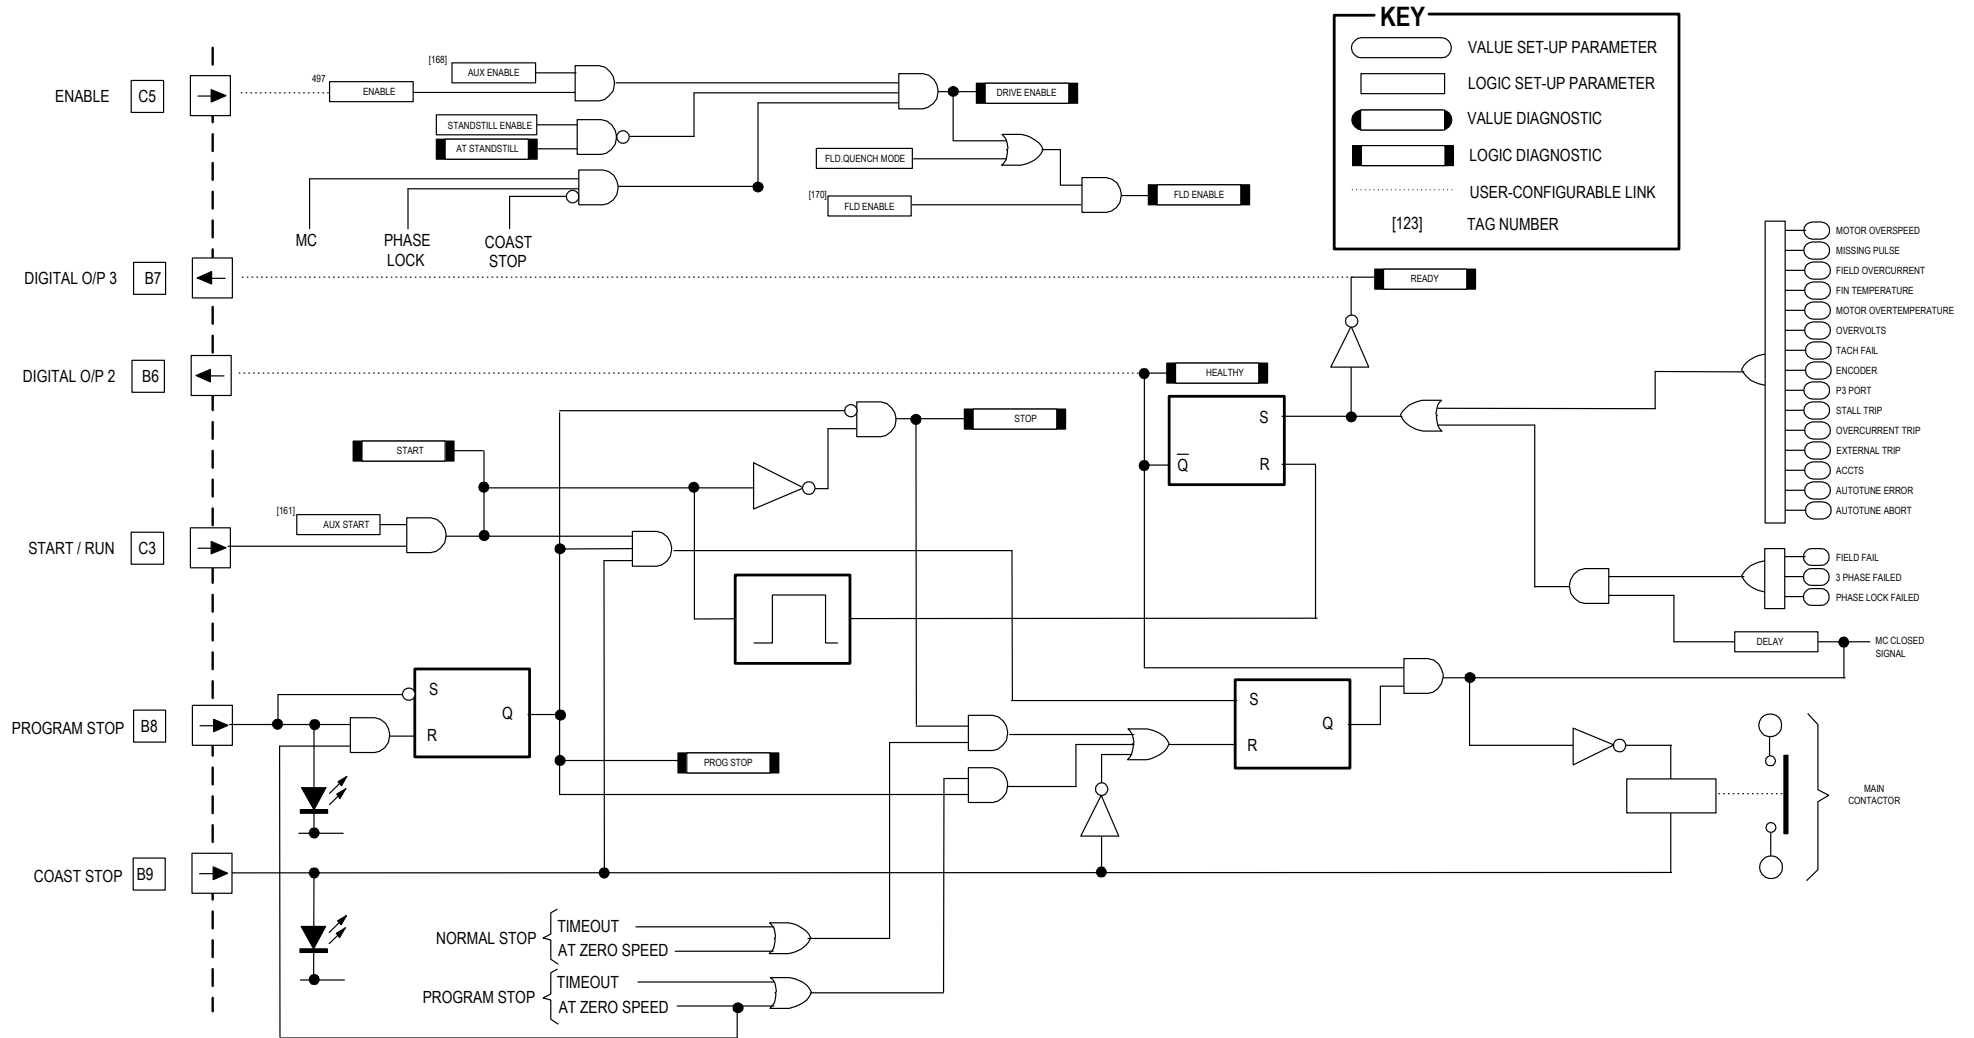 KEY
VALUE SET-UP PARAMETER
LOGIC SET-UP PARAMETER
VALUE DIAGNOSTIC
LOGIC DIAGNOSTIC
USER-CONFIGURABLE LINK
[123] TAG NUMBER
ENABLE C5
497
ENABLE
[168]
AUX ENABLE
STANDSTILL ENABLE
AT STANDSTILL
DRIVE ENABLE
FLD.QUENCH MODE
[170]
FLD ENABLE
FLD ENABLE
MC
PHASE
LOCK
COAST
STOP
DIGITAL O/P 3 B7
READY
DIGITAL O/P 2 B6
HEALTHY
S
Q
R
STOP
START
START / RUN C3
[161]
AUX START
MOTOR OVERSPEED
MISSING PULSE
FIELD OVERCURRENT
FIN TEMPERATURE
MOTOR OVERTEMPERATURE
OVERVOLTS
TACH FAIL
ENCODER
P3 PORT
STALL TRIP
OVERCURRENT TRIP
EXTERNAL TRIP
ACCTS
AUTOTUNE ERROR
AUTOTUNE ABORT
FIELD FAIL
3 PHASE FAILED
PHASE LOCK FAILED
DELAY
MC CLOSED
SIGNAL
PROGRAM STOP B8
S
Q
R
PROG STOP
S
Q
R
MAIN
CONTACTOR
COAST STOP B9
NORMAL STOP
TIMEOUT
AT ZERO SPEED
PROGRAM STOP
TIMEOUT
AT ZERO SPEED